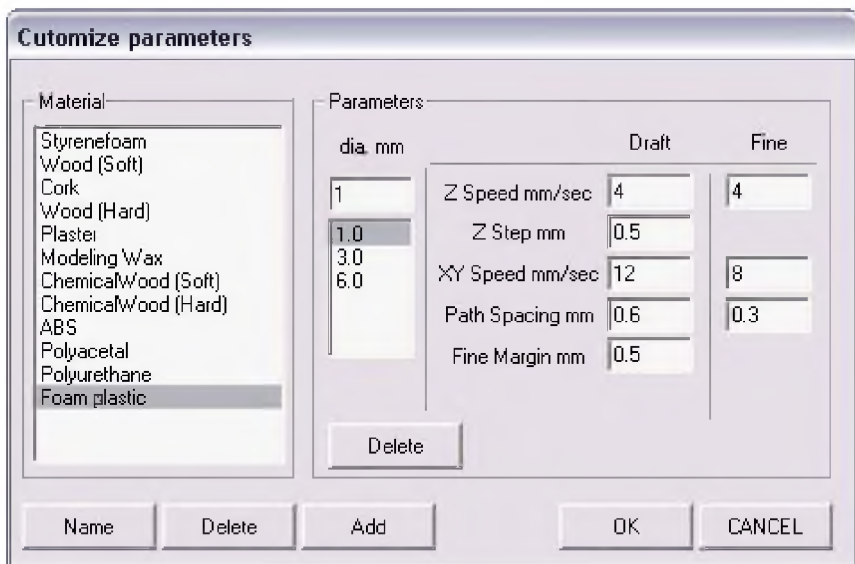 Cutomize parameters
Material
Styrenefoam
Wood (Soft)
Cork
Wood (Hard)
Plaster
Modeling Wax
ChemicalWood (Soft)
ChemicalWood (Hard)
ABS
Polyacetal
Polyurethane
Foam plastic
Parameters
dia. mm
1
1.0
3.0
6.0
Draft Fine
Z Speed mm/sec 4 4
Z Step mm 0.5
XY Speed mm/sec 12 8
Path Spacing mm 0.6 0.3
Fine Margin mm 0.5
Delete
Name Delete Add OK CANCEL